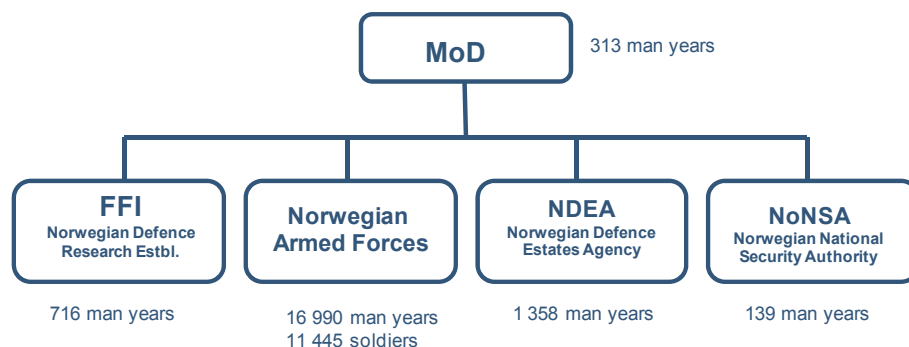 MoD
313 man years
FFI
Norwegian Defence
Research Estbl.
716 man years
Norwegian
Armed Forces
16 990 man years
11 445 soldiers
NDEA
Norwegian Defence
Estates Agency
1 358 man years
NoNSA
Norwegian National
Security Authority
139 man years